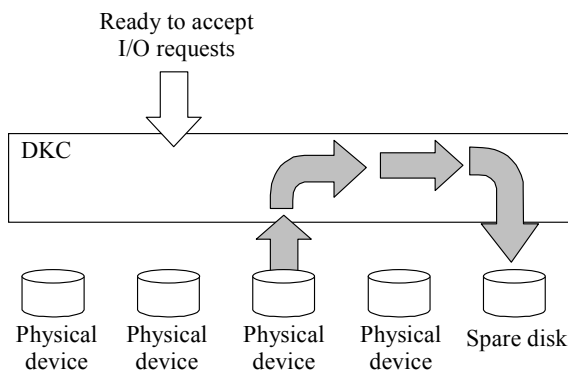 Ready to accept
I/O requests
DKC
Physical
device
Physical
device
Physical
device
Physical
device
Spare disk